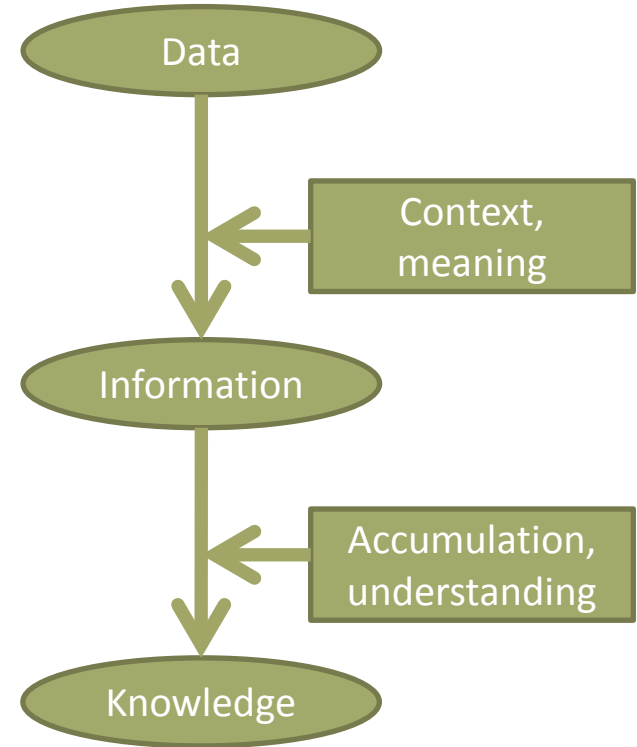 Data
Context,
meaning
Information
Accumulation,
understanding
Knowledge